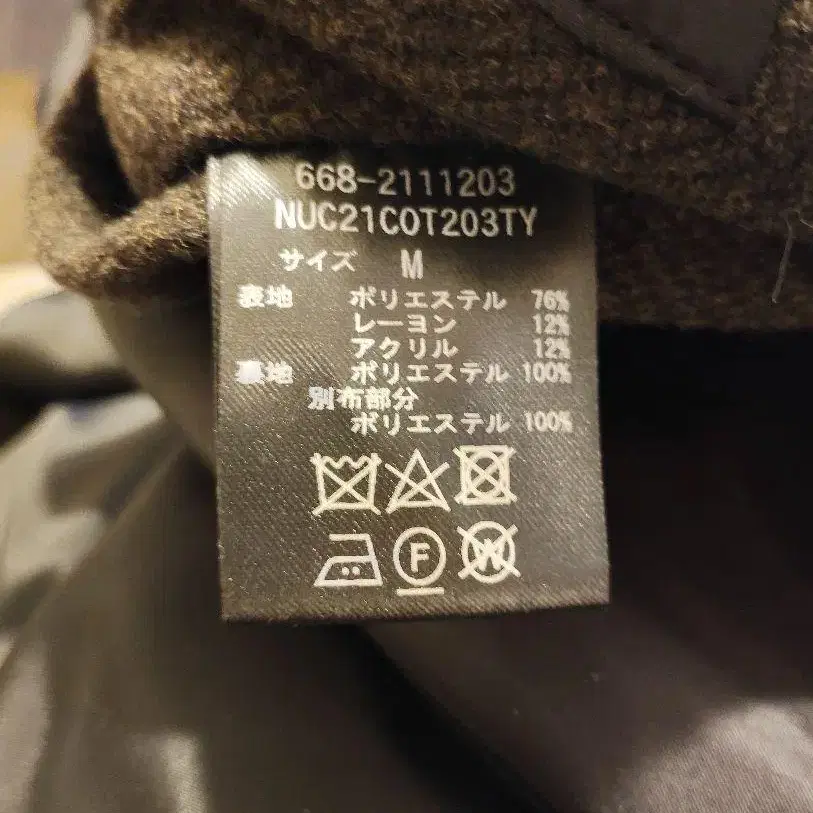 668-2111203
NUC21COT203TY
サイズ M
表地 ポリエステル 76%
レーヨン 12%
アクリル 12%
裏地 ポリエステル 100%
別布部分
ポリエステル 100%
F W